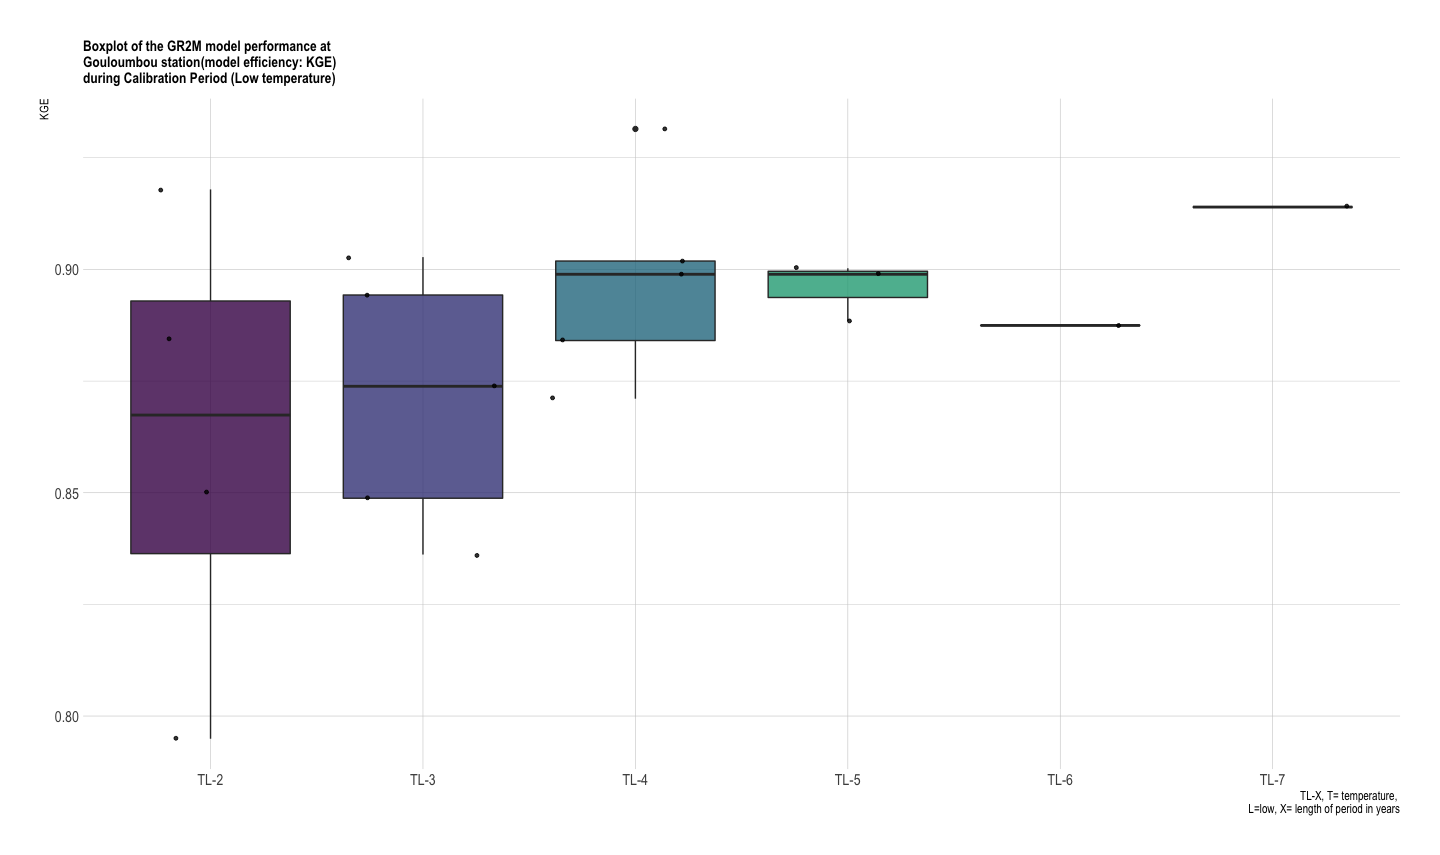 Boxplot of the GR2M model performance at
Gouloumbou station(model efficiency: KGE)
during Calibration Period (Low temperature)
KGE
0.90
0.85
0.80
TL-2 TL-3 TL-4 TL-5 TL-6 TL-7
TL-X, T= temperature,
L=low, X= length of period in years